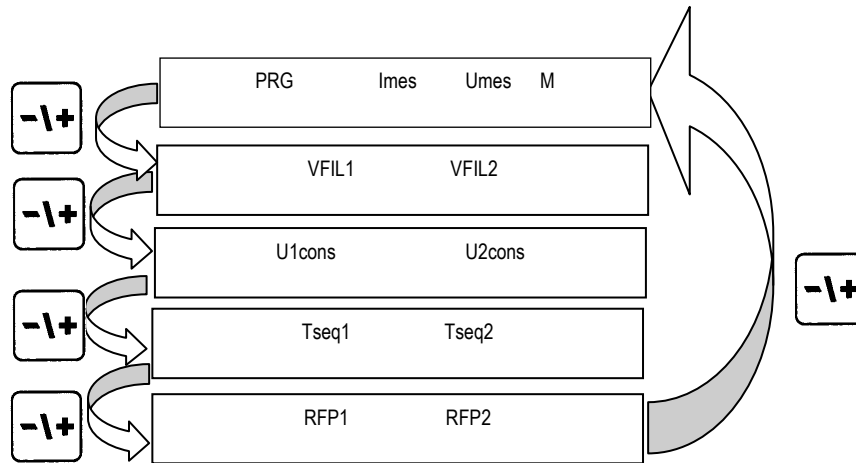 PRG Imes Umes M
-\+
VFIL1 VFIL2
-\+
U1cons U2cons
-\+
-\+
Tseq1 Tseq2
RFP1 RFP2
-\+